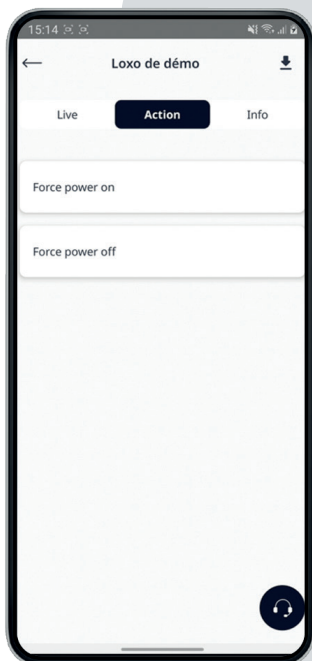 15:14
Loxo de démo
Live Action Info
Force power on
Force power off